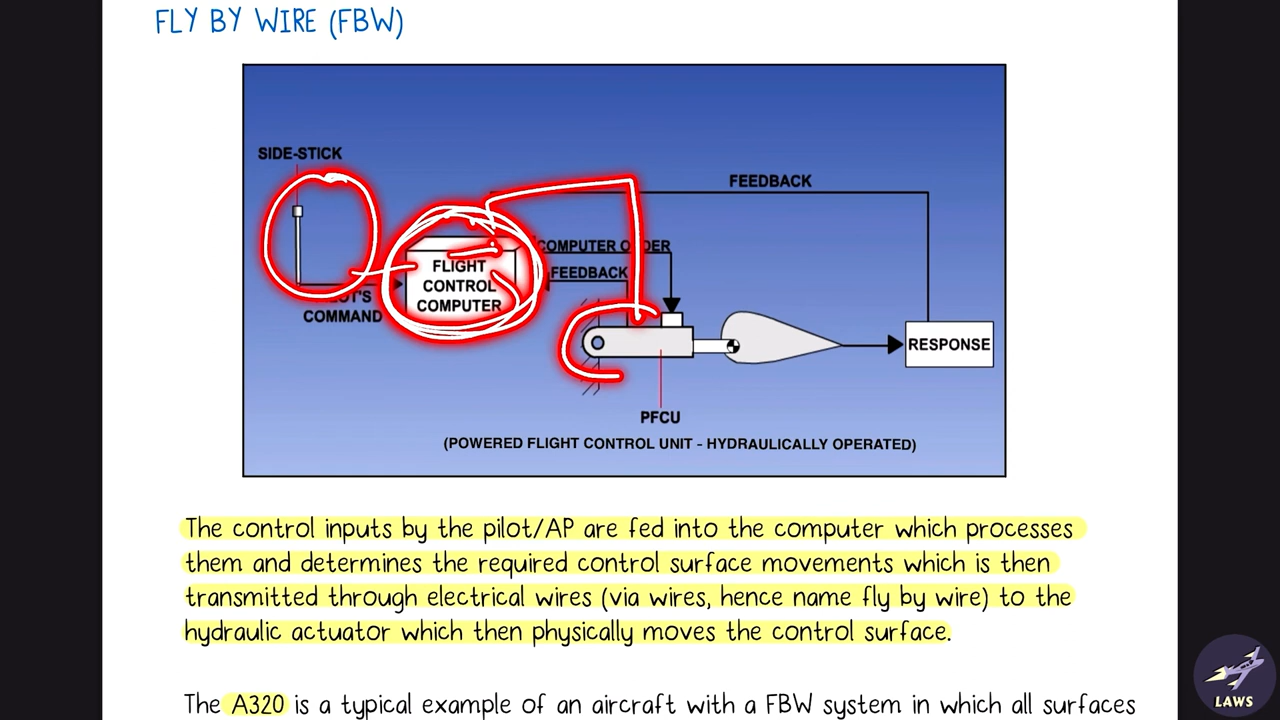 FLY BY WIRE (FBW)
SIDE-STICK
FEEDBACK
COMPUTER ORDER
FEEDBACK
FLIGHT
CONTROL
COMPUTER
COMMAND
RESPONSE
PFCU
(POWERED FLIGHT CONTROL UNIT - HYDRAULICALLY OPERATED)
The control inputs by the pilot/AP are fed into the computer which processes
them and determines the required control surface movements which is then
transmitted through electrical wires (via wires, hence name fly by wire) to the
hydraulic actuator which then physically moves the control surface.
The A320 is a typical example of an aircraft with a FBW system in which all surfaces
LAWS